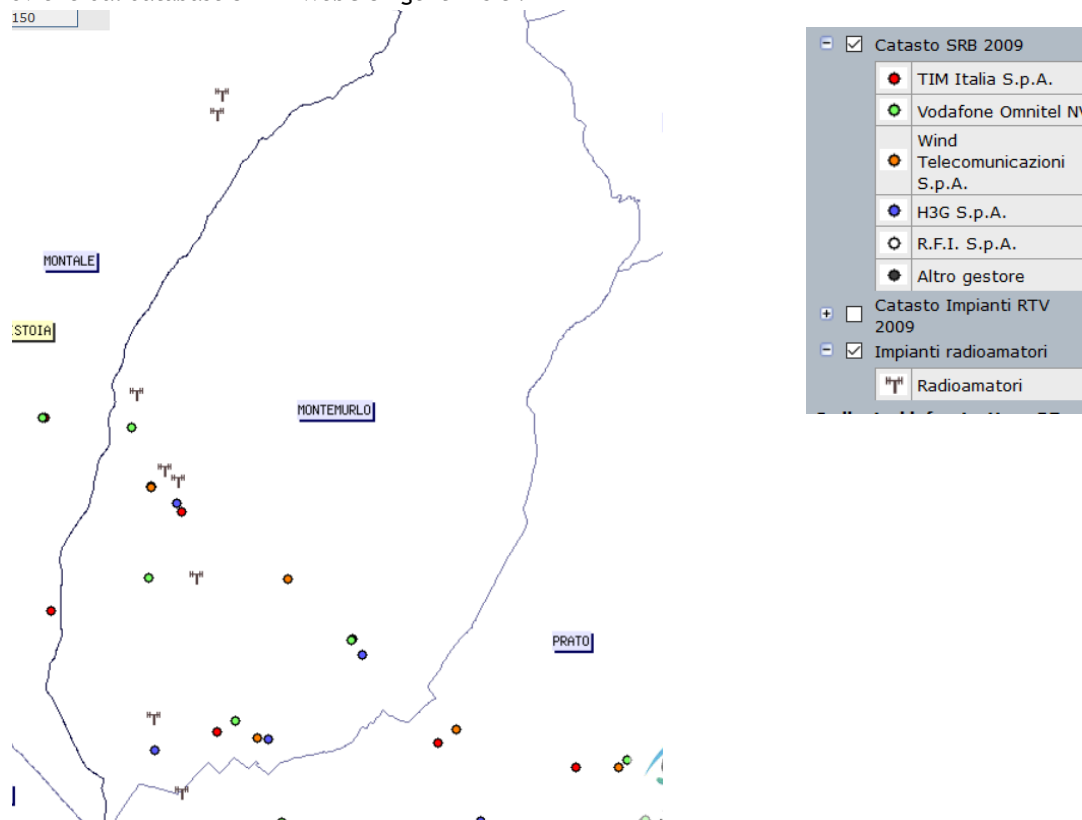 150
MONTALE
STOIA
MONTEMURLO
PRATO
Catasto SRB 2009
TIM Italia S.p.A.
Vodafone Omnitel NV
Wind
Telecomunicazioni
S.p.A.
H3G S.p.A.
R.F.I. S.p.A.
Altro gestore
Catasto Impianti RTV
2009
Impianti radioamatori
Radioamatori